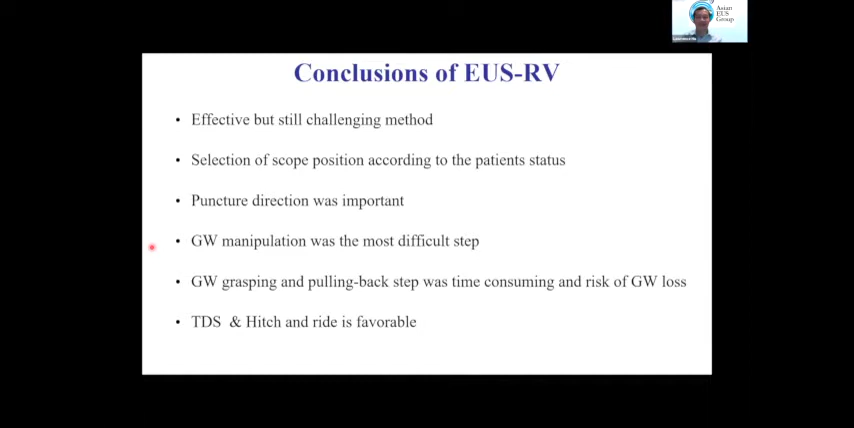 Asian
EUS
Group
Conclusions of EUS-RV
• Effective but still challenging method
• Selection of scope position according to the patients status
• Puncture direction was important
• GW manipulation was the most difficult step
• GW grasping and pulling-back step was time consuming and risk of GW loss
• TDS & Hitch and ride is favorable